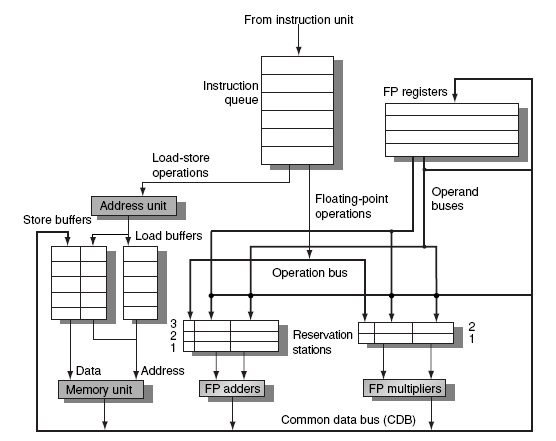 From instruction unit
Instruction
queue
FP registers
Load-store
operations
Address unit
Floating-point
operations
Operand
buses
Store buffers
Load buffers
Operation bus
3
2
1
Reservation
stations
2
1
Data
Address
Memory unit
FP adders
FP multipliers
Common data bus (CDB)